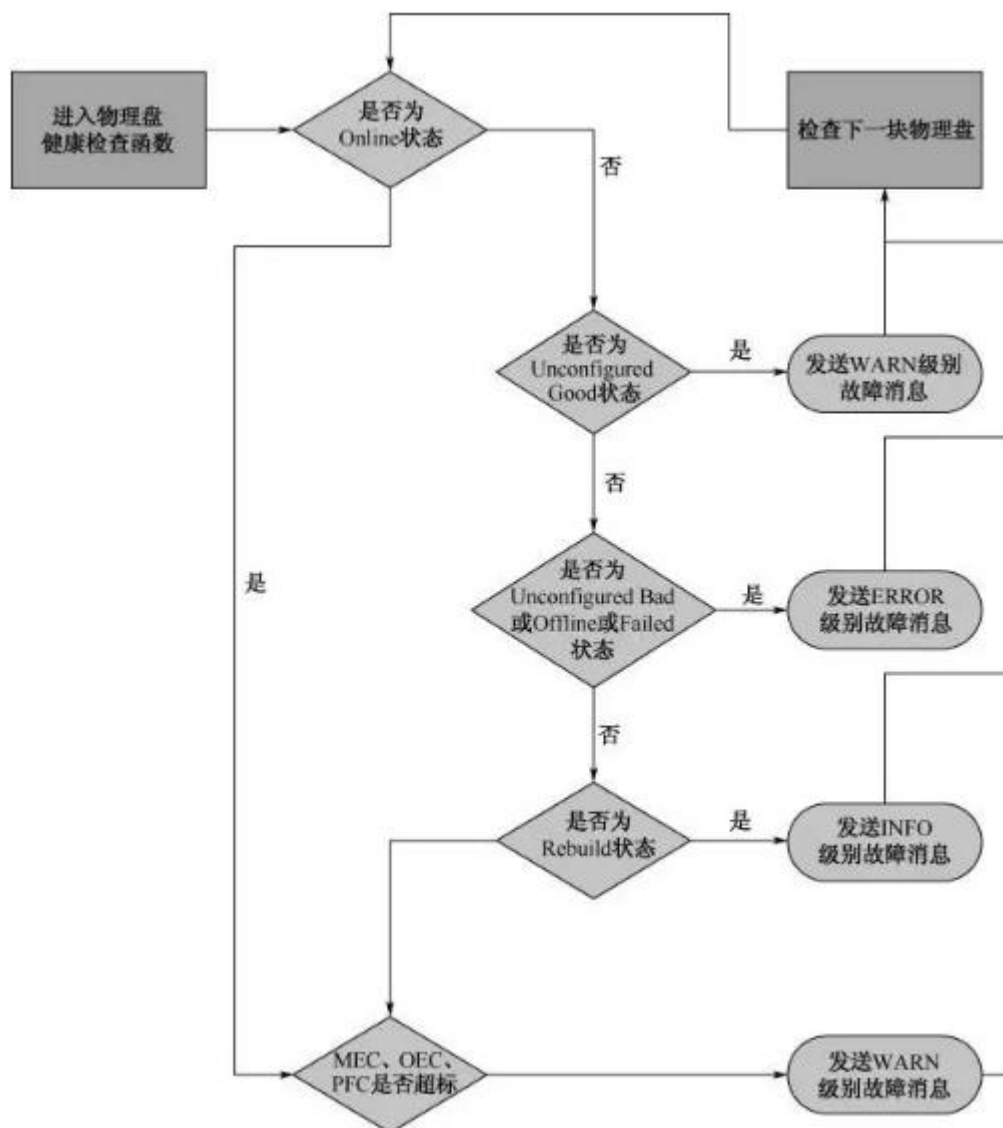 进入物理盘
健康检查函数
是否为
Online状态
检查下一块物理盘
否
是否为
Unconfigured
Good状态
是
发送WARN级别
故障消息
否
是
是否为
Unconfigured Bad
或Offline或Failed
状态
是
发送ERROR
级别故障消息
否
是否为
Rebuild状态
是
发送INFO
级别故障消息
MEC、OEC、
PFC是否超标
发送WARN
级别故障消息